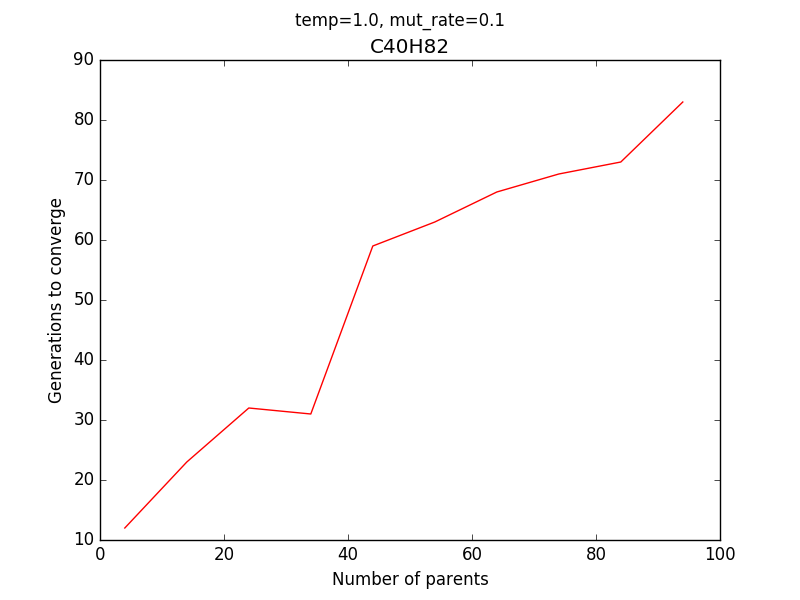 temp=1.0, mut_rate=0.1
C40H82
90
80
70
60
50
40
30
20
10
Generations to converge
0 20 40 60 80 100
Number of parents